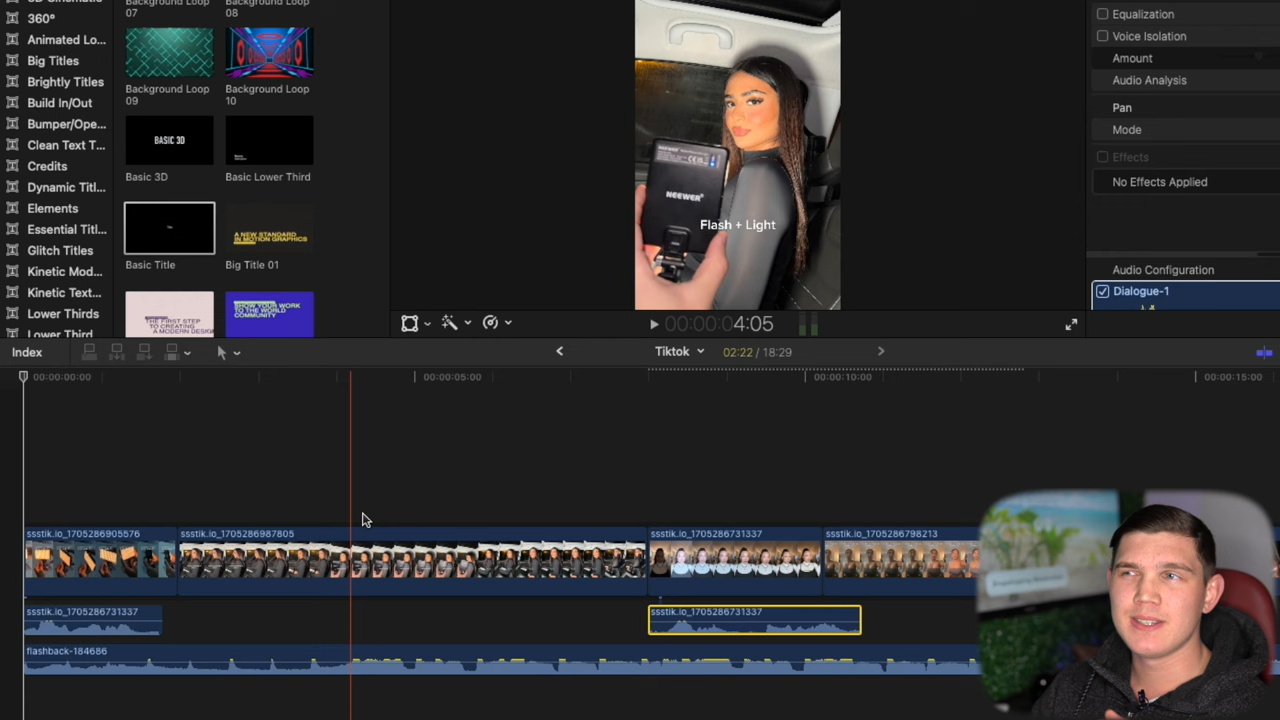 360°
Animated Lo...
Big Titles
Brightly Titles
Build In/Out
Bumper/Ope...
Clean Text T...
Credits
Dynamic Titl...
Elements
Essential Titl...
Glitch Titles
Kinetic Mod...
Kinetic Text...
Lower Thirds
Lower Third
Background Loop
07
Background Loop
08
Background Loop
09
Background Loop
10
BASIC 3D
Basic 3D
Basic Lower Third
Basic Title
A NEW STANDARD
IN MOTION GRAPHICS
Big Title 01
THE FIRST STEP
TO CREATING
A MODERN DESIGN
SHOW YOUR WORK
TO THE WORLD
COMMUNITY
NEEWER
Flash + Light
00:00:04:05
Equalization
Voice Isolation
Amount
Audio Analysis
Pan
Mode
Effects
No Effects Applied
Audio Configuration
Dialogue-1
Index
Tiktok
02:22 / 18:29
00:00:00:00
00:00:05:00
00:00:10:00
00:00:15:00
ssstik.io_1705286905576
ssstik.io_1705286987805
ssstik.io_1705286731337
ssstik.io_1705286798213
ssstik.io_1705286731337
ssstik.io_1705286731337
flashback-184686